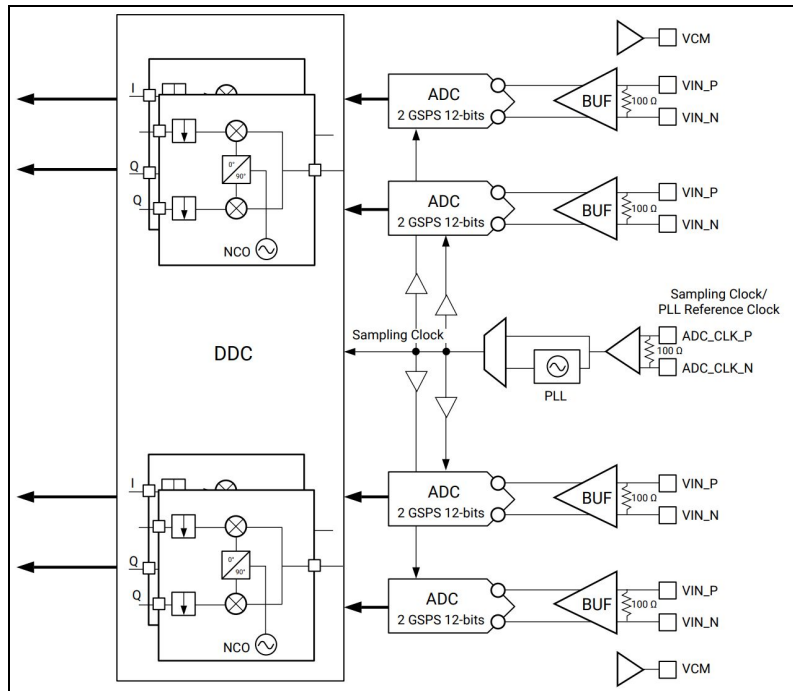 VCM
I
ADC
2 GSPS 12-bits
BUF
100 Ω
VIN_P
VIN_N
0°
90°
Q
Q
NCO
ADC
2 GSPS 12-bits
BUF
100 Ω
VIN_P
VIN_N
Sampling Clock/
PLL Reference Clock
DDC
Sampling Clock
PLL
ADC_CLK_P
100 Ω
ADC_CLK_N
I
ADC
2 GSPS 12-bits
BUF
100 Ω
VIN_P
VIN_N
0°
90°
Q
Q
NCO
ADC
2 GSPS 12-bits
BUF
100 Ω
VIN_P
VIN_N
VCM